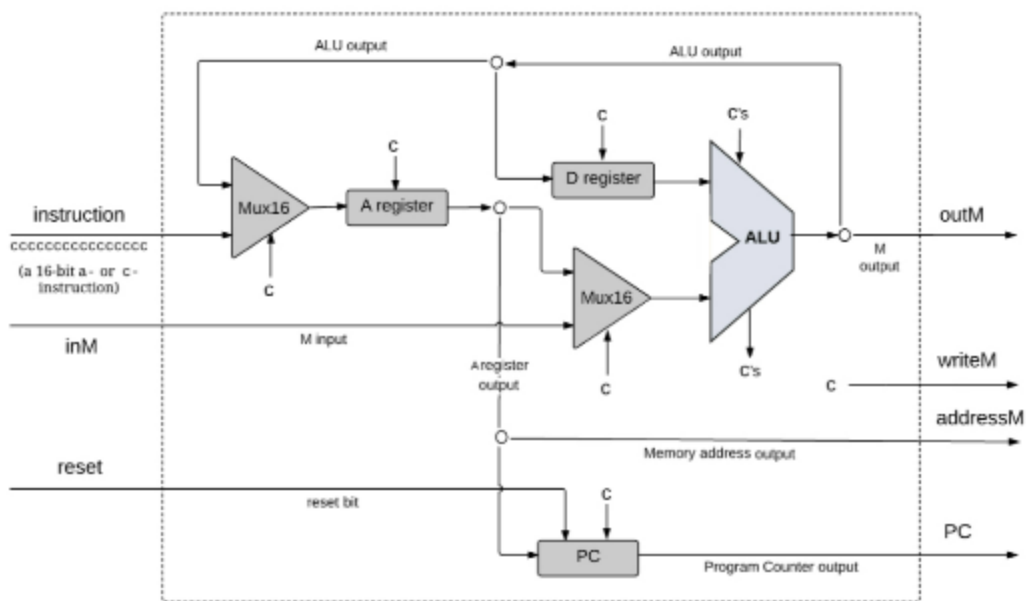 ALU output
ALU output
C
C's
C
D register
Mux16
A register
instruction
cccccccccccccccc
(a 16-bit a- or c-
instruction)
C
ALU
outM
M
output
Mux16
inM
M input
A register
output
C
C's
C
writeM
addressM
Memory address output
reset
reset bit
C
PC
PC
Program Counter output